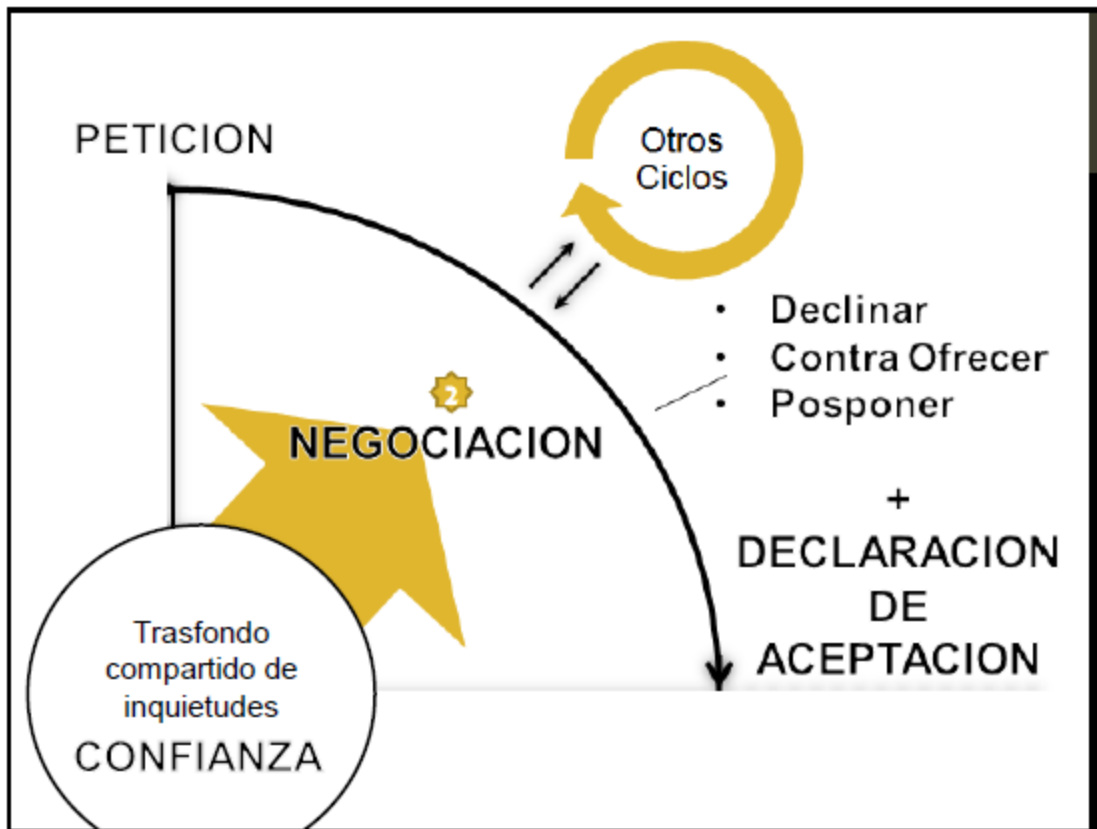 PETICION
Otros
Ciclos
• Declinar
• Contra Ofrecer
• Posponer
2
NEGOCIACION
+
DECLARACION
DE
ACEPTACION
Trasfondo
compartido de
inquietudes
CONFIANZA